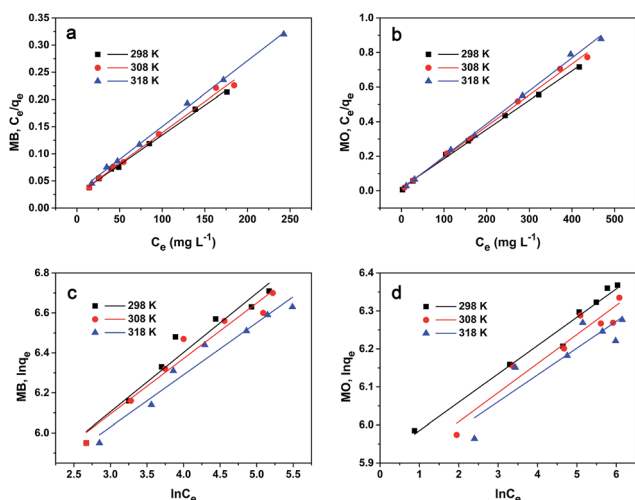 a
298 K
308 K
318 K
MB, Ce/qe
0.35
0.30
0.25
0.20
0.15
0.10
0.05
0.00
0 50 100 150 200 250
Ce (mg L-1)
b
298 K
308 K
318 K
MO, Ce/qe
1.0
0.8
0.6
0.4
0.2
0.0
0 100 200 300 400 500
Ce (mg L-1)
c
298 K
308 K
318 K
MB, lnqe
6.8
6.6
6.4
6.2
6.0
5.8
2.5 3.0 3.5 4.0 4.5 5.0 5.5
lnCe
d
298 K
308 K
318 K
MO, lnqe
6.4
6.3
6.2
6.1
6.0
5.9
0 1 2 3 4 5 6
lnCe